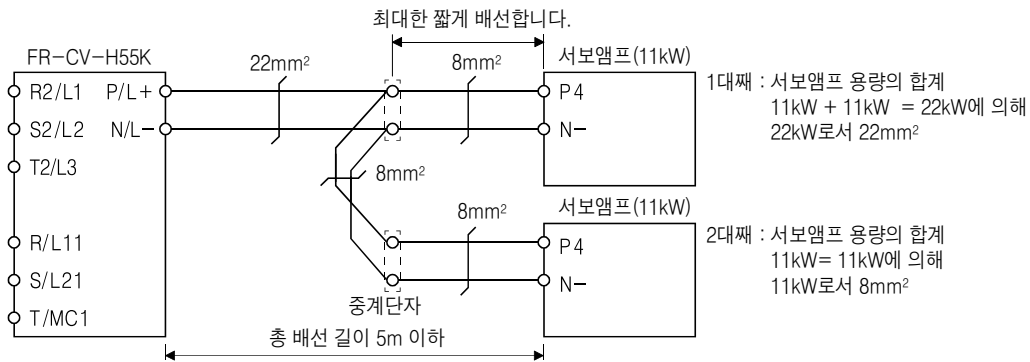 최대한 짧게 배선합니다.
FR-CV-H55K
22mm²
8mm²
서보앰프(11kW)
R2/L1
P/L+
S2/L2
N/L-
T2/L3
R/L11
S/L21
T/MC1
P4
N-
1대째 : 서보앰프 용량의 합계
11kW + 11kW = 22kW에 의해
22kW로서 22mm²
8mm²
8mm²
서보앰프(11kW)
P4
N-
2대째 : 서보앰프 용량의 합계
11kW= 11kW에 의해
11kW로서 8mm²
중계단자
총 배선 길이 5m 이하